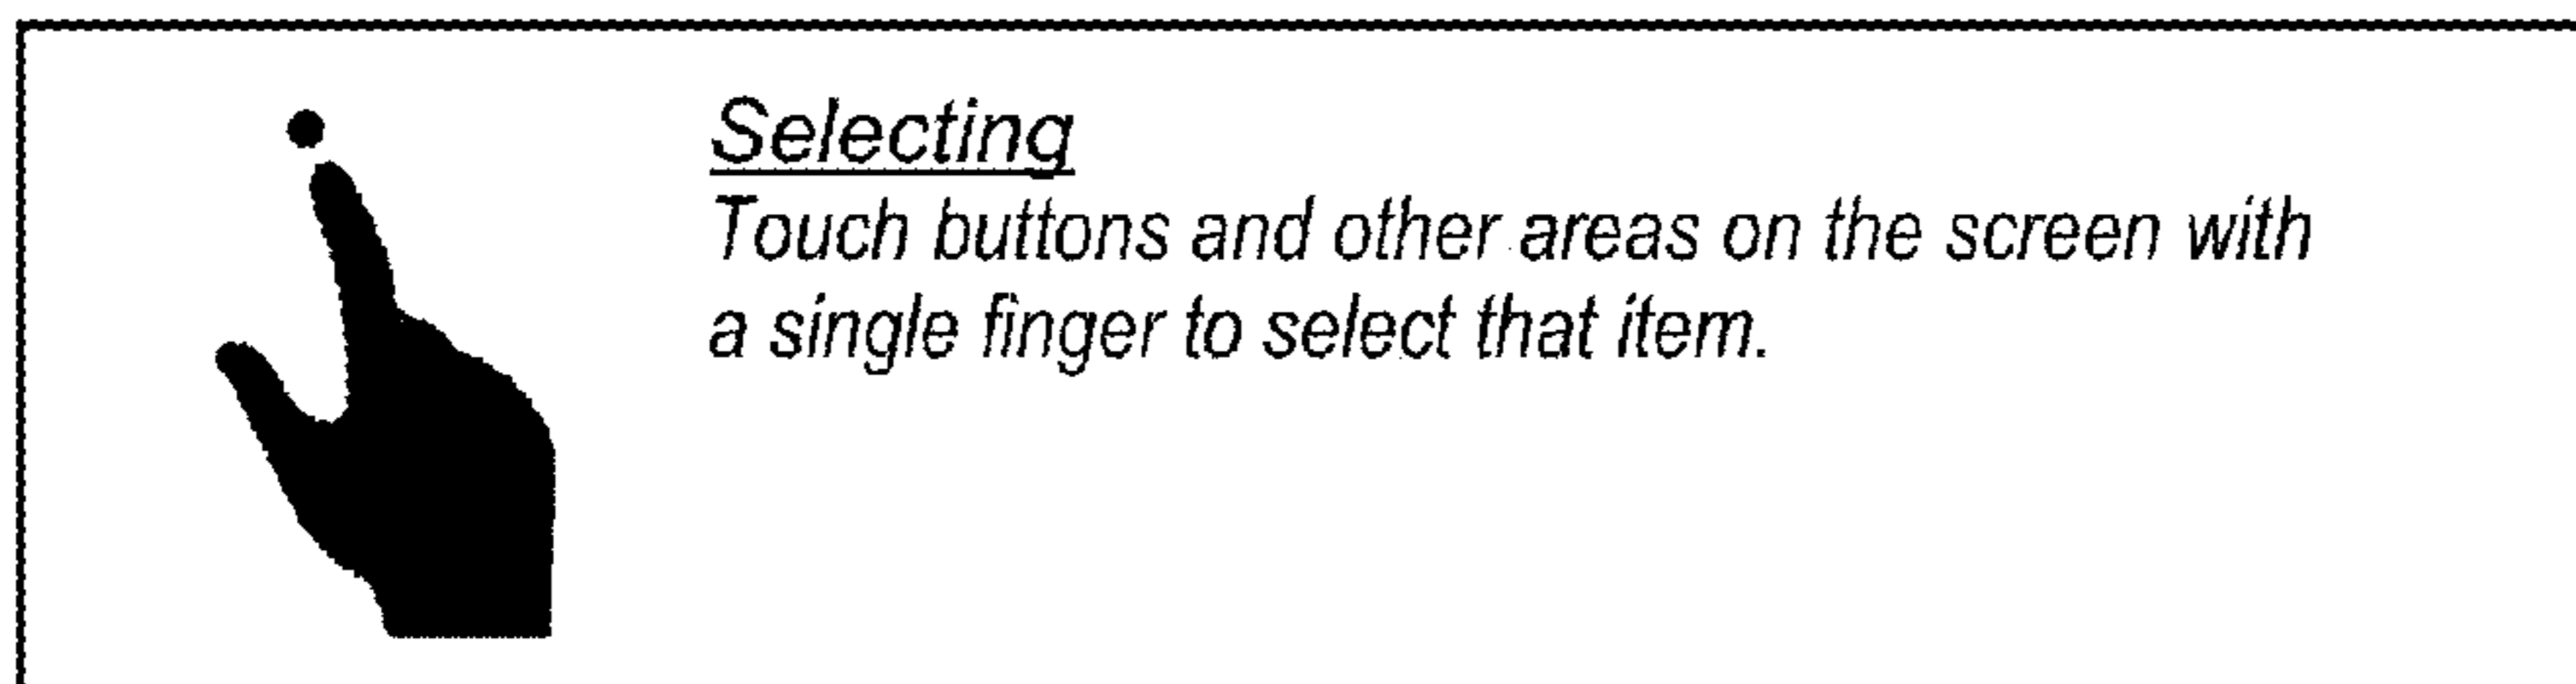 Selecting
Touch buttons and other areas on the screen with
a single finger to select that item.